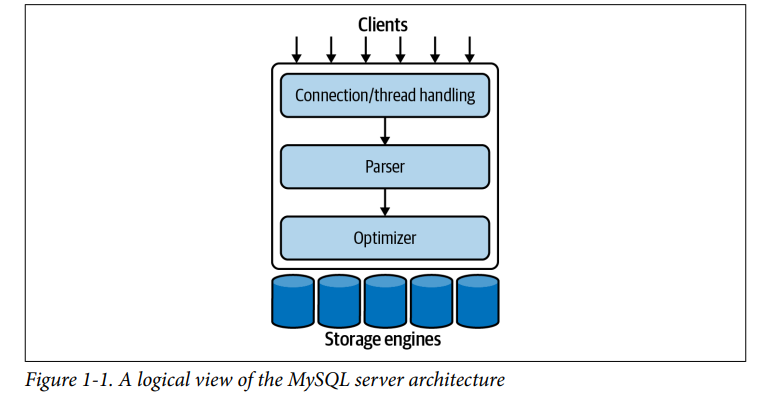 Clients
Connection/thread handling
Parser
Optimizer
Storage engines
Figure 1-1. A logical view of the MySQL server architecture